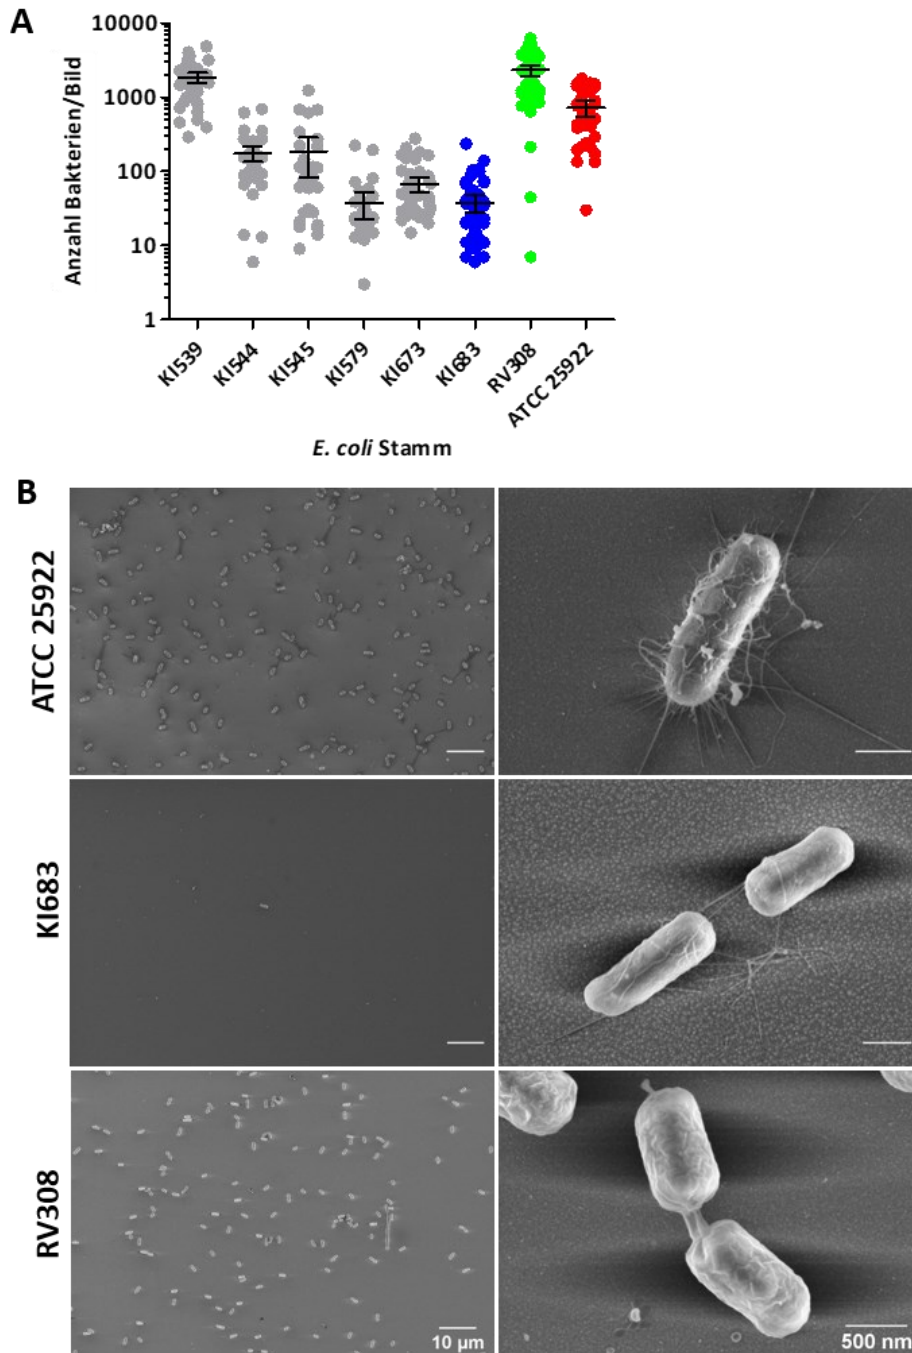 A
Anzahl Bakterien/Bild
10000
1000
100
10
1
KI539
KI544
KI545
KI579
KI673
KI683
RV308
ATCC 25922
E. coli Stamm
B
ATCC 25922
KI683
RV308
10 µm
500 nm